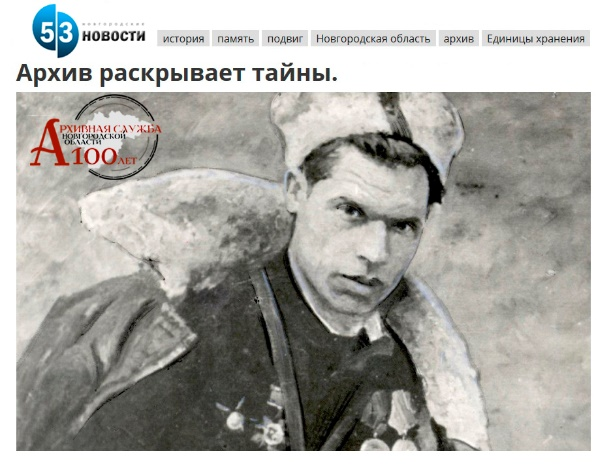 53
новгородские
НОВОСТИ
история память подвиг Новгородская область архив Единицы хранения
Архив раскрывает тайны.
АРХИВНАЯ СЛУЖБА
НОВГОРОДСКОЙ
ОБЛАСТИ
100 ЛЕТ